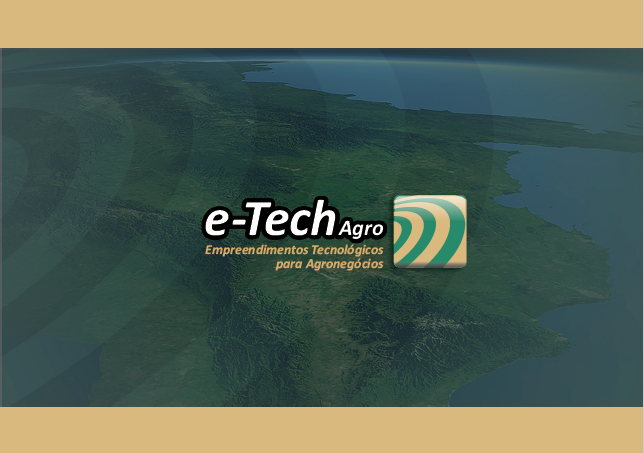 e-Tech Agro
Empreendimentos Tecnológicos
para Agronegócios